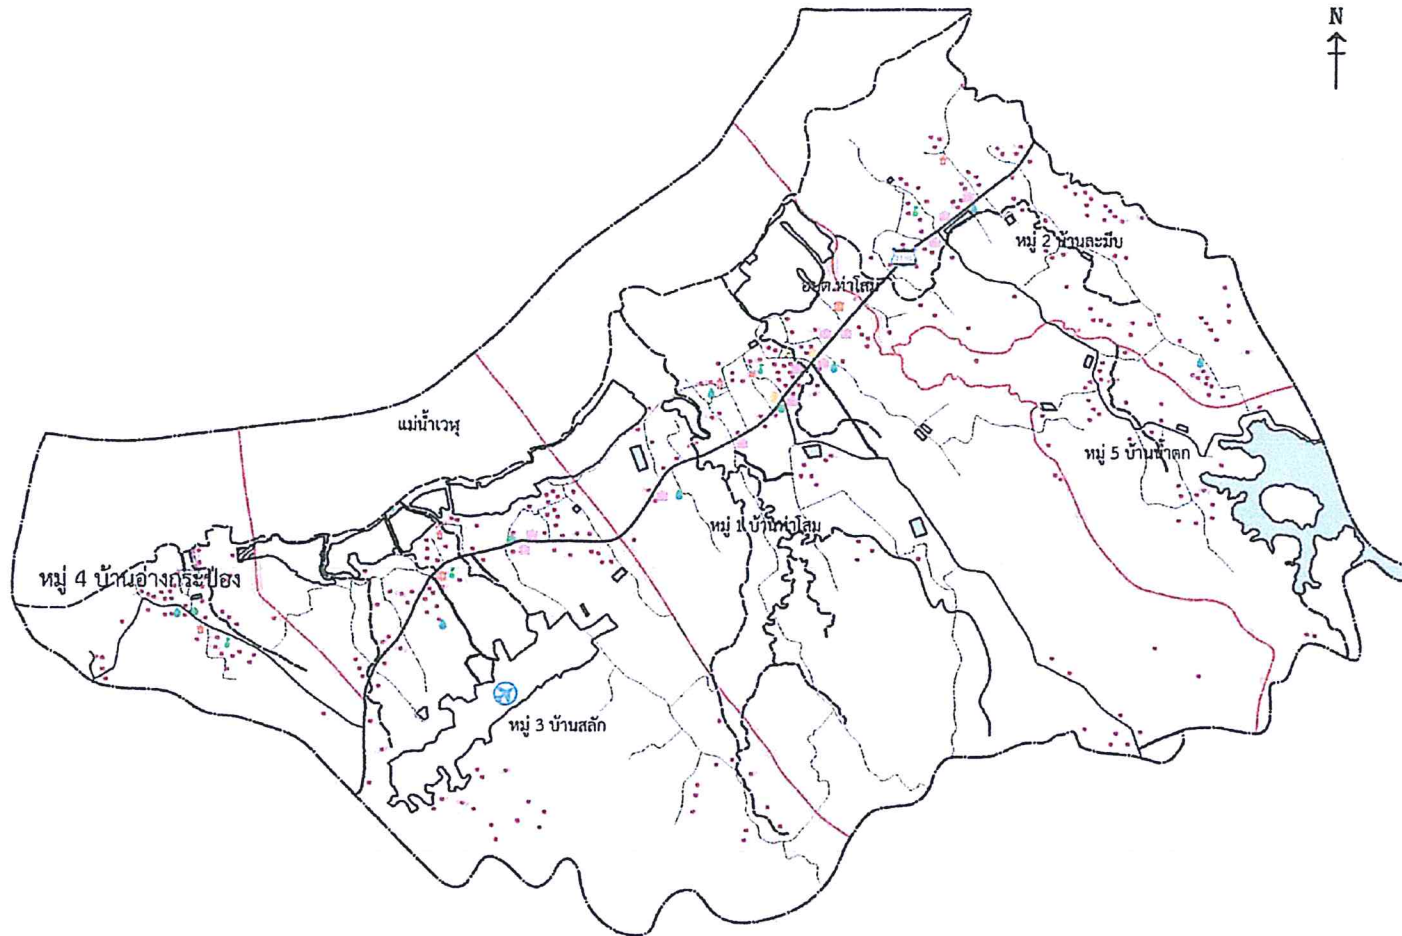 N
หมู่ 2 บ้านละมีบ
อบต.ท่าโสม
แม่น้ำเวฬุ
หมู่ 5 บ้านน้ำตก
หมู่ 1 บ้านท่าโสม
หมู่ 4 บ้านอ่างกระป่อง
หมู่ 3 บ้านสลัก